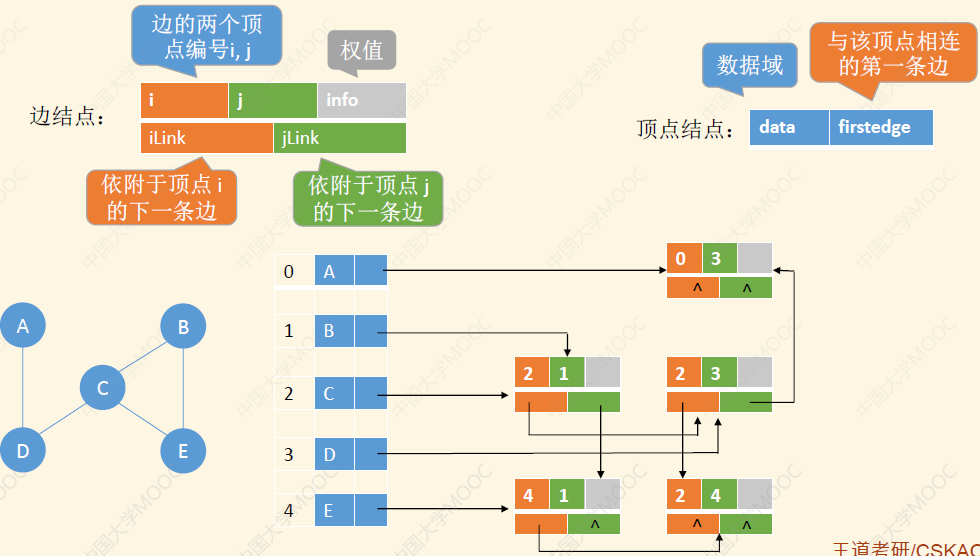 边的两个顶
点编号i, j
权值
数据域
与该顶点相连
的第一条边
边结点：
i j info
iLink jLink
顶点结点：
data firstedge
依附于顶点 i
的下一条边
依附于顶点 j
的下一条边
0 A
0 3
^ ^
A
B
1 B
2 1
2 3
C
2 C
D
E
3 D
4 1
2 4
4 E
^
^ ^
王道考研/CSKAO
中国大学MOOC